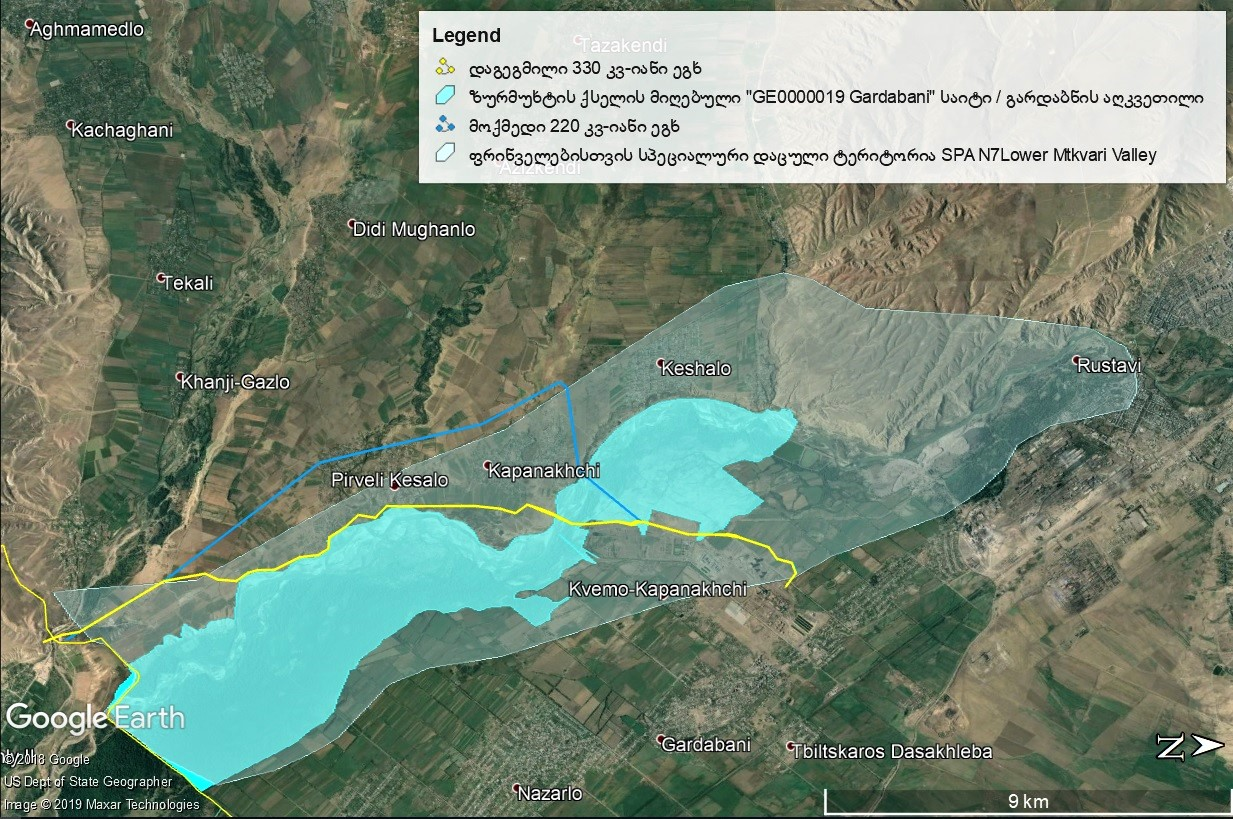 Aghmamedlo
Legend
Tazakendi
დაგეგმილი 330 კვ-იანი ეგხ
ზურმუხტის ქსელის მიღებული "GE0000019 Gardabani" საიტი / გარდაბნის აღკვეთილი
Kachaghani
მოქმედი 220 კვ-იანი ეგხ
ფრინველებისთვის სპეციალური დაცული ტერიტორია SPA N7Lower Mtkvari Valley
Azizkendi
Didi Mughanlo
Tekali
Keshalo
Rustavi
Khanji-Gazlo
Kapanakhchi
Pirveli Kesalo
Kvemo-Kapanakhchi
Google Earth
Gardabani
Tbiltskaros Dasakhleba
N
©2018 Google
US Dept of State Geographer
Nazarlo
Image © 2019 Maxar Technologies
9 km